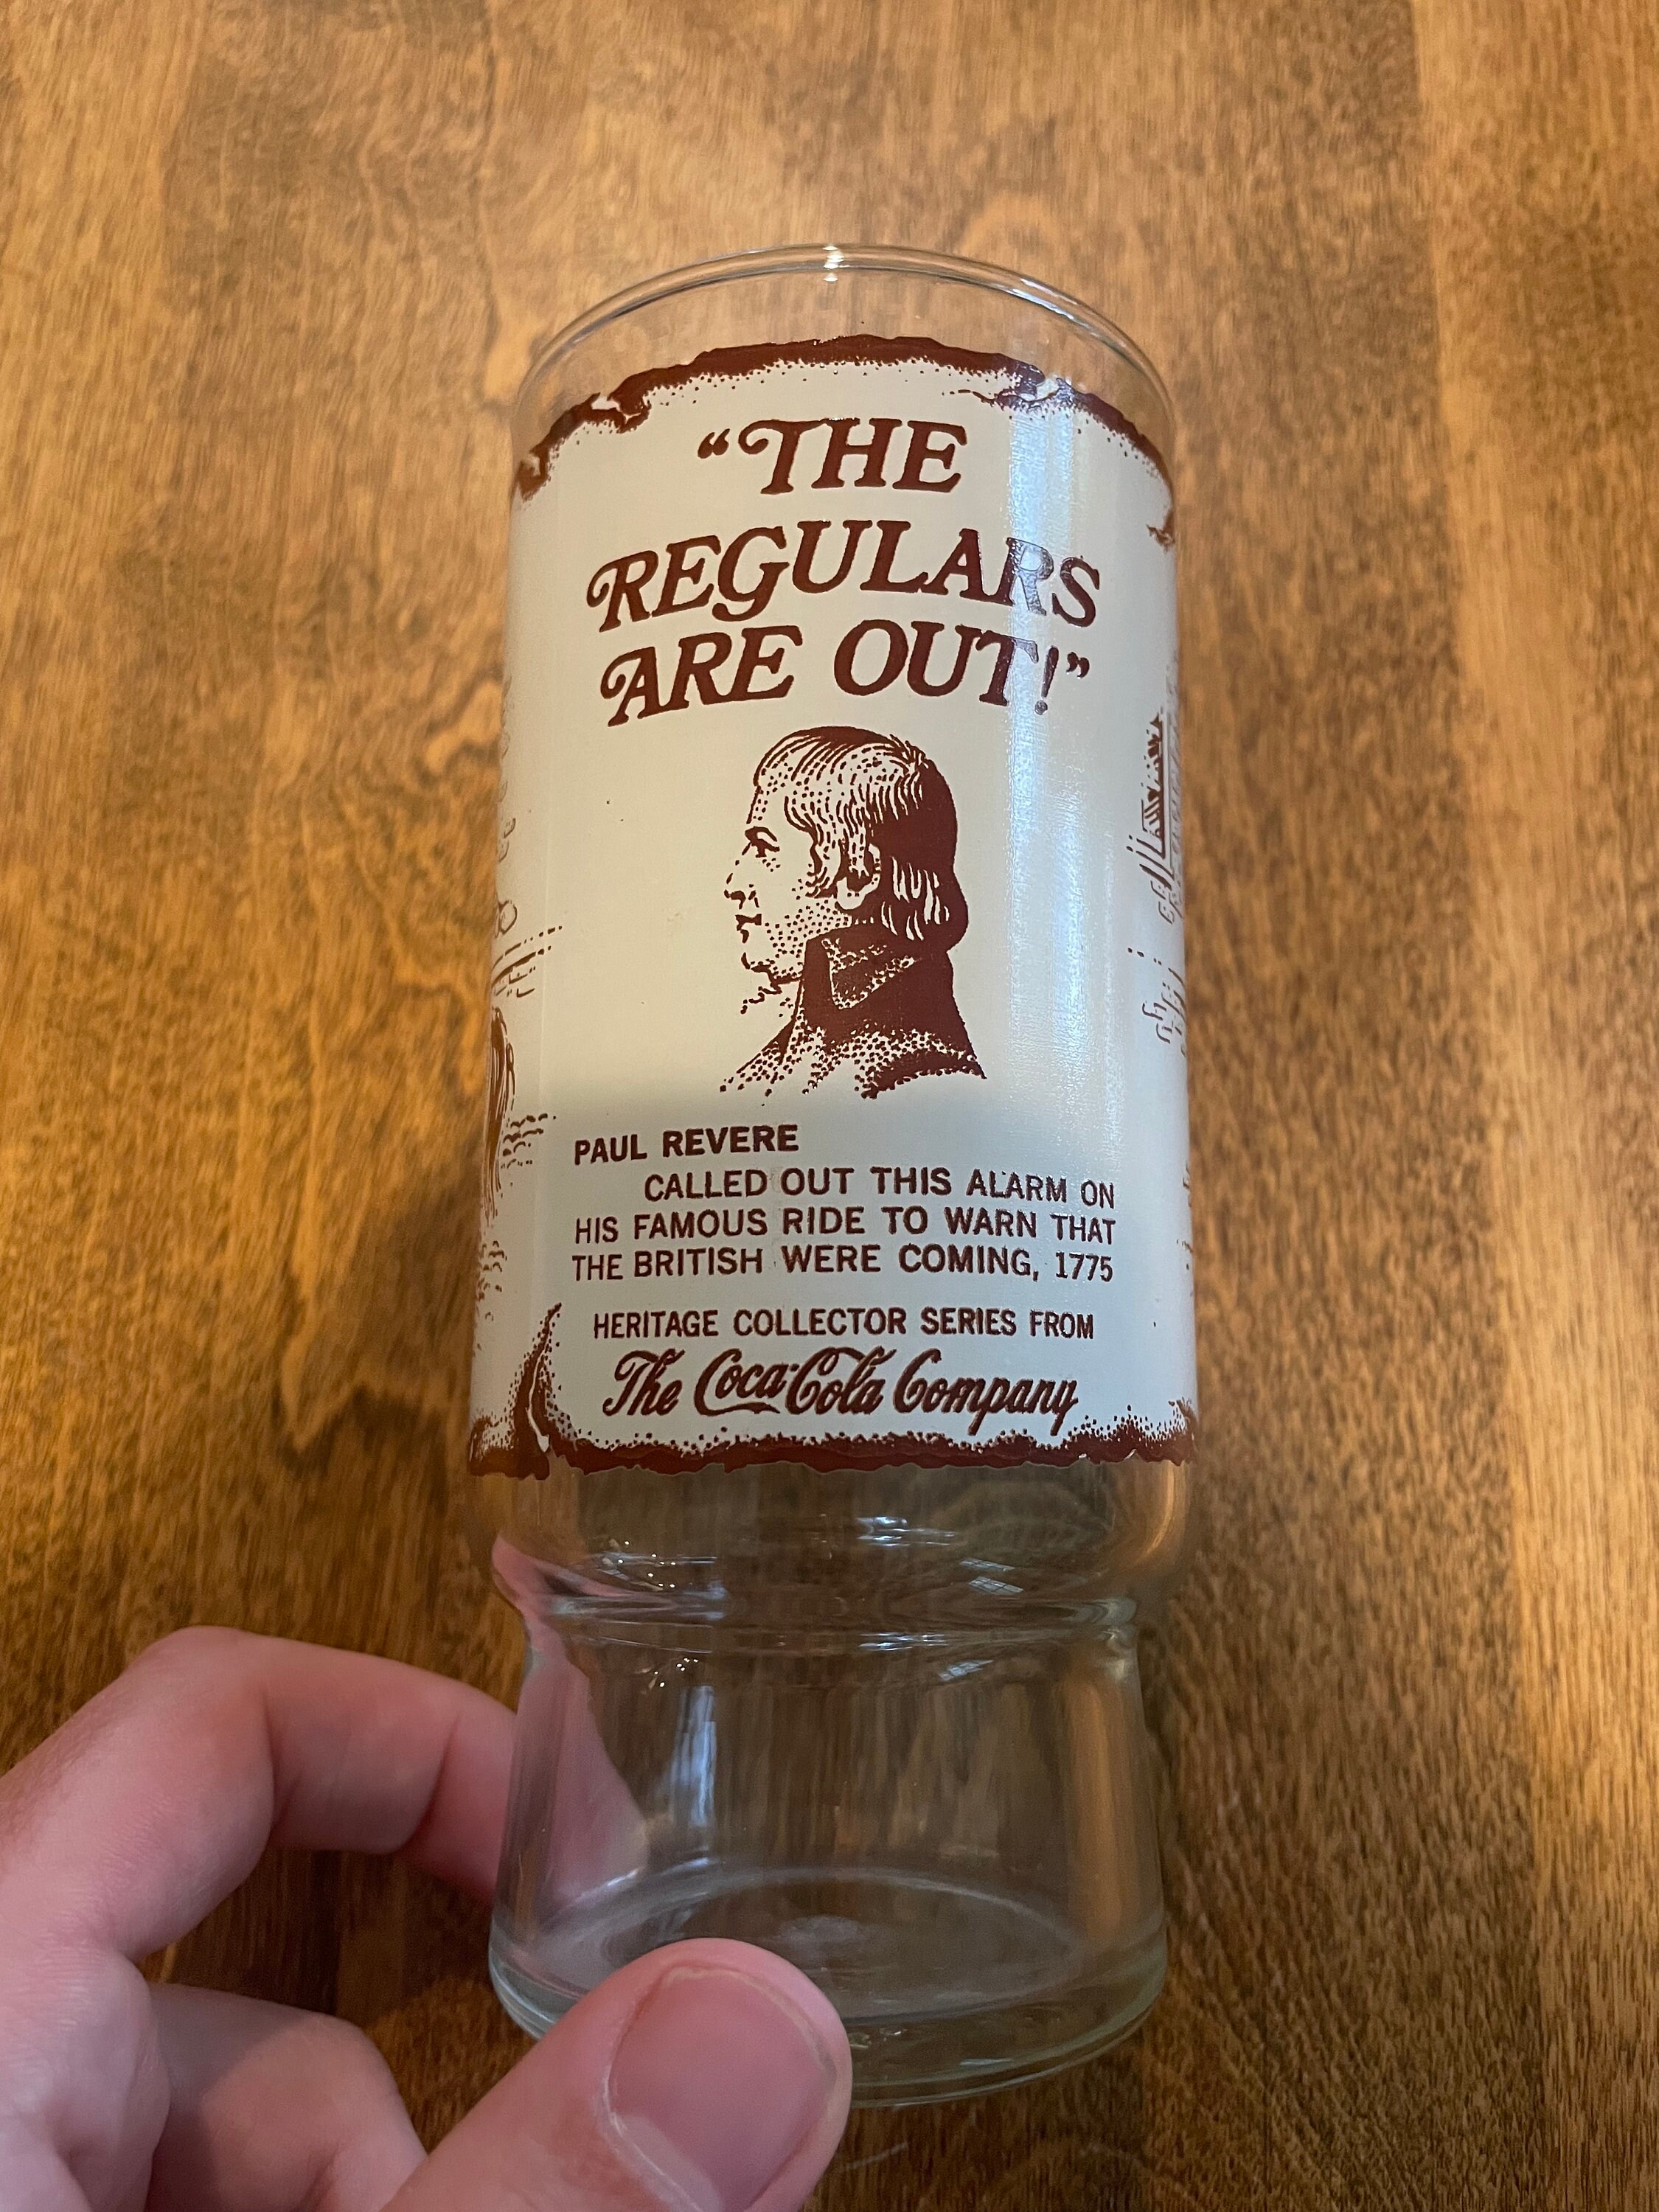 “THE
REGULARS
ARE OUT!”
PAUL REVERE
CALLED OUT THIS ALARM ON
HIS FAMOUS RIDE TO WARN THAT
THE BRITISH WERE COMING, 1775
HERITAGE COLLECTOR SERIES FROM
The Coca-Cola Company